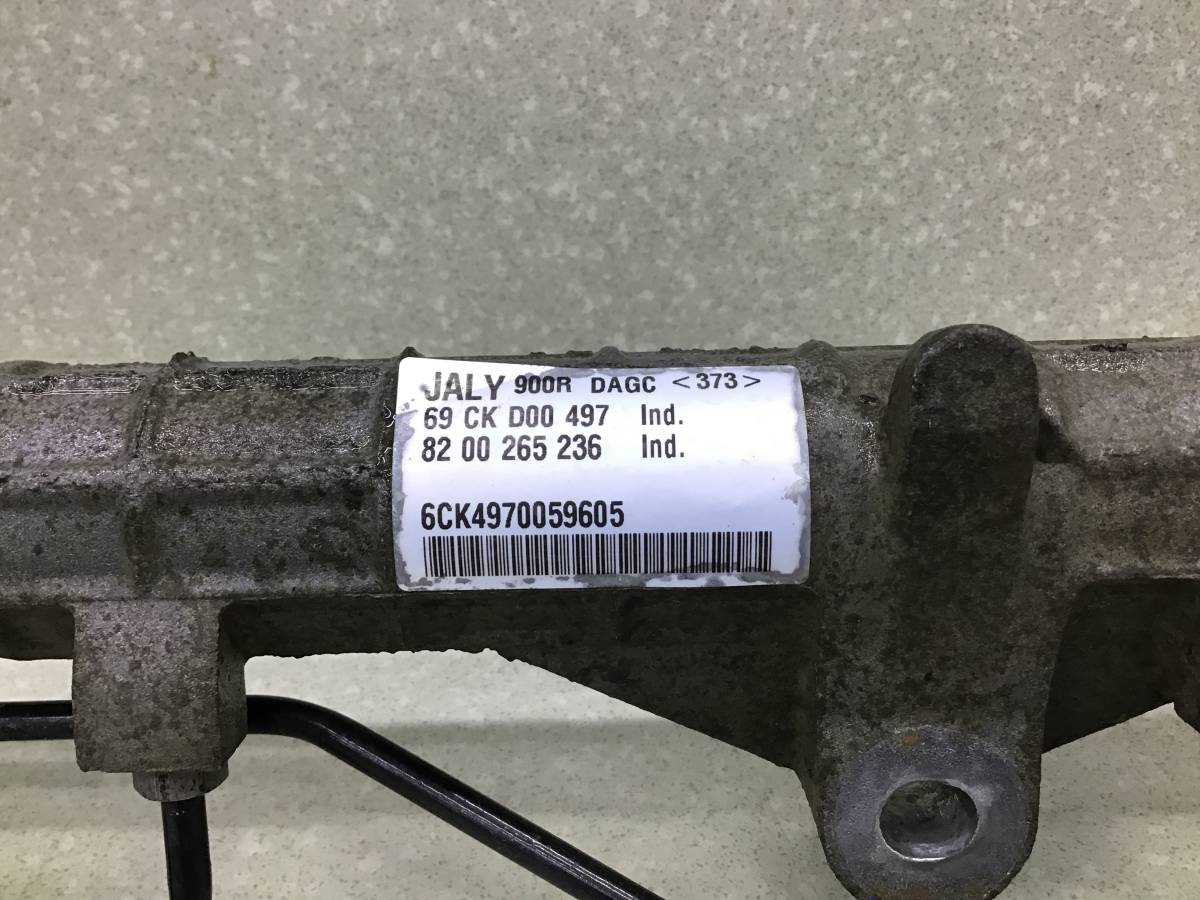 JALY 900R DAGC <373>
69 CK D00 497 Ind.
82 00 265 236 Ind.
6CK4970059605